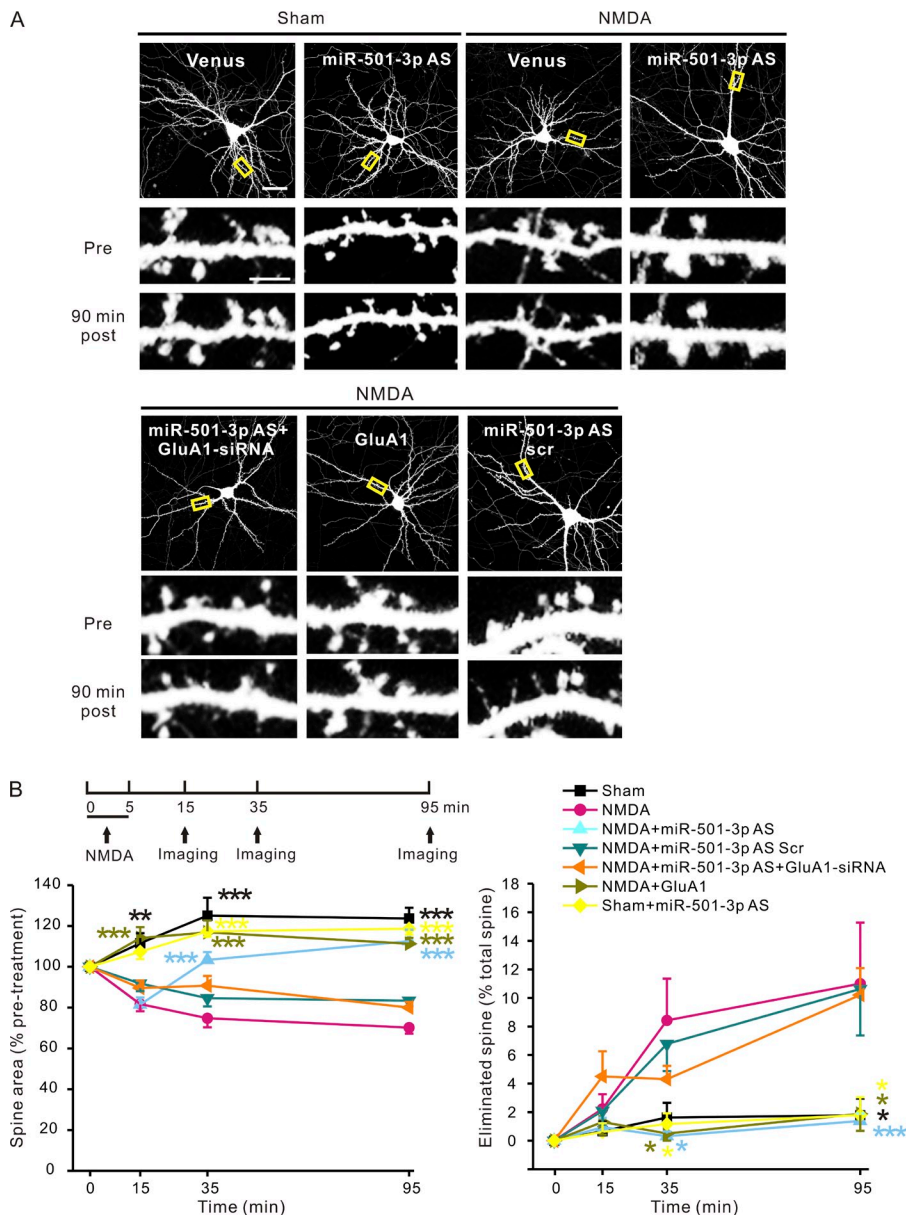 A
Sham
NMDA
Venus
miR-501-3p AS
Venus
miR-501-3p AS
Pre
90 min
post
NMDA
miR-501-3p AS+
GluA1-siRNA
GluA1
miR-501-3p AS
scr
Pre
90 min
post
B
0
5
15
35
95 min
NMDA
Imaging
Imaging
Imaging
Sham
NMDA
NMDA+miR-501-3p AS
NMDA+miR-501-3p AS Scr
NMDA+miR-501-3p AS+GluA1-siRNA
NMDA+GluA1
Sham+miR-501-3p AS
Spine area (% pre-treatment)
140
120
100
80
60
40
20
0
***
**
***
***
***
***
***
***
***
***
0
15
35
95
Time (min)
Eliminated spine (% total spine)
18
16
14
12
10
8
6
4
2
0
*
*
*
***
*
*
*
0
15
35
95
Time (min)